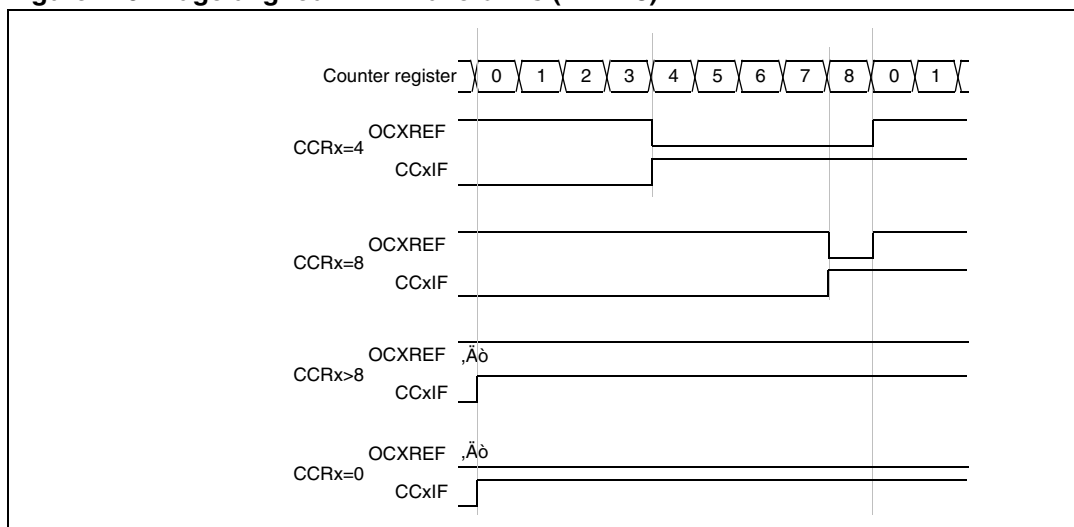 Counter register 0 1 2 3 4 5 6 7 8 0 1
OCXREF
CCRx=4
CCxIF
OCXREF
CCRx=8
CCxIF
OCXREF ‚Äò
CCRx>8
CCxIF
OCXREF ‚Äò
CCRx=0
CCxIF